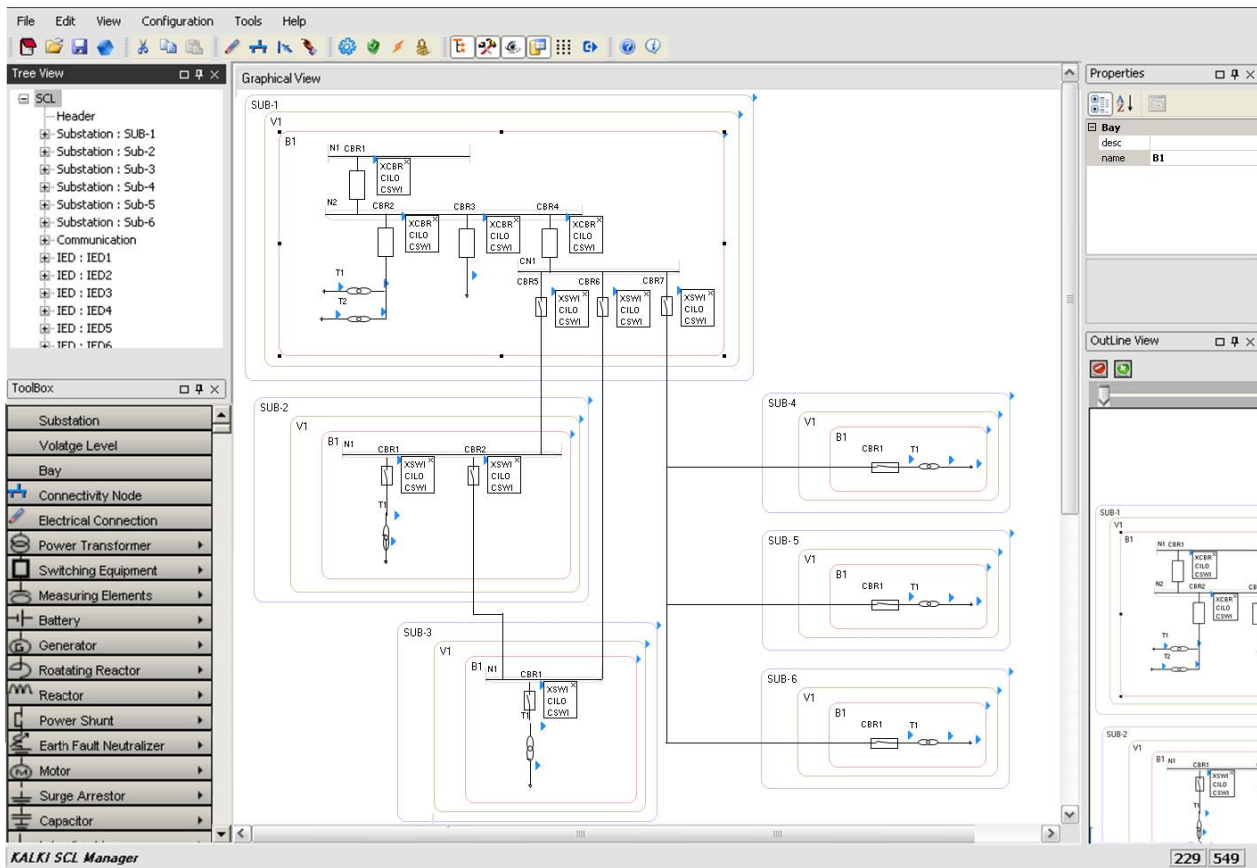 File Edit View Configuration Tools Help
Tree View
SCL
Header
Substation : SUB-1
Substation : Sub-2
Substation : Sub-3
Substation : Sub-4
Substation : Sub-5
Substation : Sub-6
Communication
IED : IED1
IED : IED2
IED : IED3
IED : IED4
IED : IED5
IED : IED6
ToolBox
Substation
Volatge Level
Bay
Connectivity Node
Electrical Connection
Power Transformer
Switching Equipment
Measuring Elements
Battery
Generator
Roatating Reactor
Reactor
Power Shunt
Earth Fault Neutralizer
Motor
Surge Arrestor
Capacitor
Graphical View
SUB-1
V1
B1
N1 CBR1
XCBR
CILO
CSWI
N2
CBR2 CBR3 CBR4
XCBR XCBR XCBR
CILO CILO CILO
CSWI CSWI CSWI
CN1
T1
CBR5 CBR6 CBR7
XSWI XSWI XSWI
CILO CILO CILO
CSWI CSWI CSWI
T2
SUB-2
V1
B1 N1
CBR1 CBR2
XSWI XSWI
CILO CILO
CSWI CSWI
T1
SUB-3
V1
B1 N1
CBR1
XSWI
CILO
CSWI
T1
SUB-4
V1
B1
CBR1 T1
SUB-5
V1
B1
CBR1 T1
SUB-6
V1
B1
CBR1 T1
Properties
Bay
desc
name B1
OutLine View
SUB-1
V1
B1
N1 CBR1
XCBR
CILO
CSWI
N2
CBR2
XCBR
CILO
CSWI
T1
T2
SUB-2
V1
B1 N1
CBR1
XSWI
CILO
CSWI
T1
KALKI SCL Manager
229 549